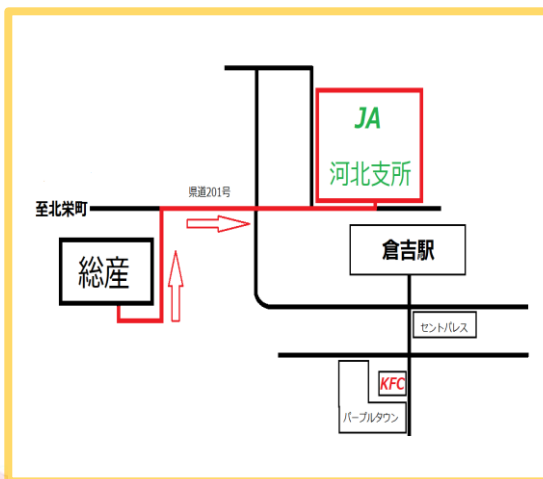 JA
河北支所
県道201号
至北栄町
倉吉駅
総産
セントパレス
KFC
パープルタウン